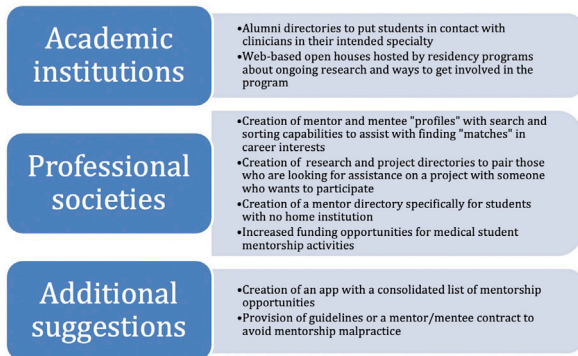 Academic
institutions
•Alumni directories to put students in contact with
clinicians in their intended specialty
•Web-based open houses hosted by residency programs
about ongoing research and ways to get involved in the
program
Professional
societies
•Creation of mentor and mentee "profiles" with search and
sorting capabilities to assist with finding "matches" in
career interests
•Creation of research and project directories to pair those
who are looking for assistance on a project with someone
who wants to participate
•Creation of a mentor directory specifically for students
with no home institution
•Increased funding opportunities for medical student
mentorship activities
Additional
suggestions
•Creation of an app with a consolidated list of mentorship
opportunities
•Provision of guidelines or a mentor/mentee contract to
avoid mentorship malpractice